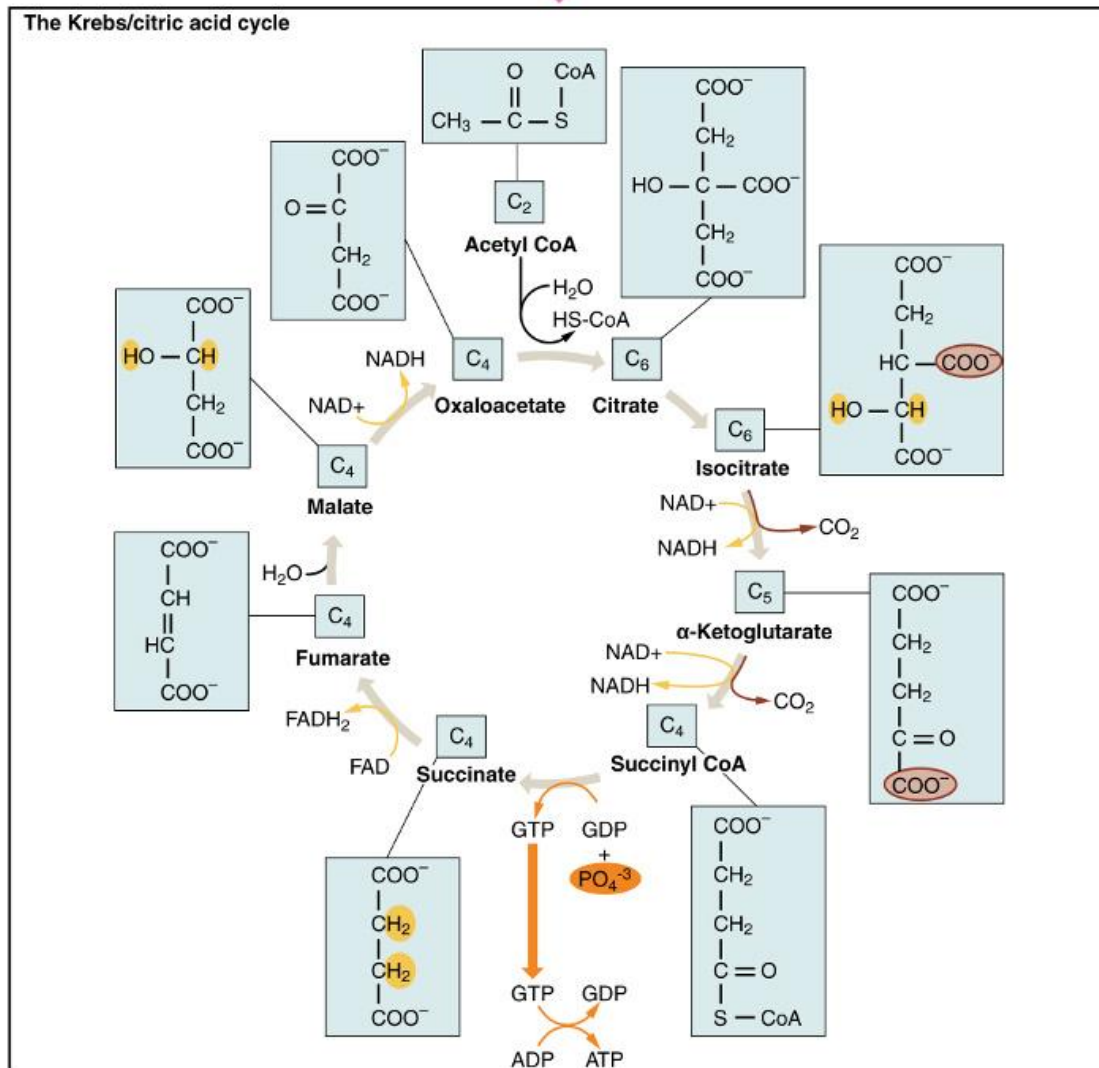 The Krebs/citric acid cycle
O CoA
CH₃ — C — S
C₂
Acetyl CoA
H₂O
HS-CoA
COO⁻
O=C
CH₂
COO⁻
C₄
Oxaloacetate
COO⁻
CH₂
HO — C — COO⁻
CH₂
COO⁻
C₆
Citrate
COO⁻
CH₂
HC — COO⁻
HO — CH
COO⁻
C₆
Isocitrate
NAD+
NADH
CO₂
C₅
α-Ketoglutarate
COO⁻
CH₂
CH₂
C=O
COO⁻
NAD+
NADH
CO₂
C₄
Succinyl CoA
COO⁻
CH₂
CH₂
C=O
S — CoA
GTP GDP
+
PO₄⁻³
GTP GDP
ADP ATP
C₄
Succinate
COO⁻
CH₂
CH₂
COO⁻
FADH₂
FAD
C₄
Fumarate
COO⁻
CH
HC
COO⁻
H₂O
C₄
Malate
COO⁻
HO — CH
CH₂
COO⁻
NADH
NAD+